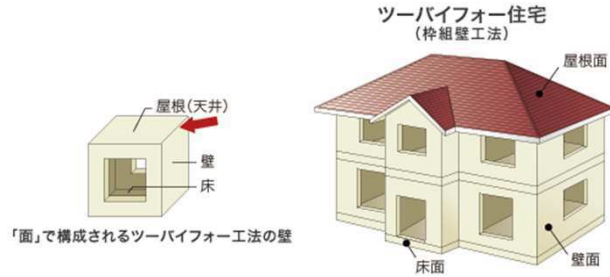 ツーバイフォー住宅
（枠組壁工法）
屋根面
屋根（天井）
壁
床
「面」で構成されるツーバイフォー工法の壁
床面
壁面